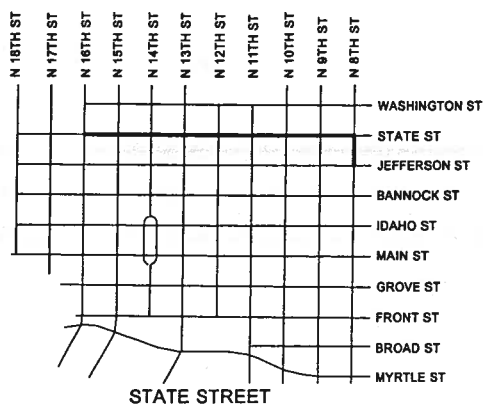 N 18TH ST
N 17TH ST
N 16TH ST
N 15TH ST
N 14TH ST
N 13TH ST
N 12TH ST
N 11TH ST
N 10TH ST
N 9TH ST
N 8TH ST
WASHINGTON ST
STATE ST
JEFFERSON ST
BANNOCK ST
IDAHO ST
MAIN ST
GROVE ST
FRONT ST
BROAD ST
MYRTLE ST
STATE STREET